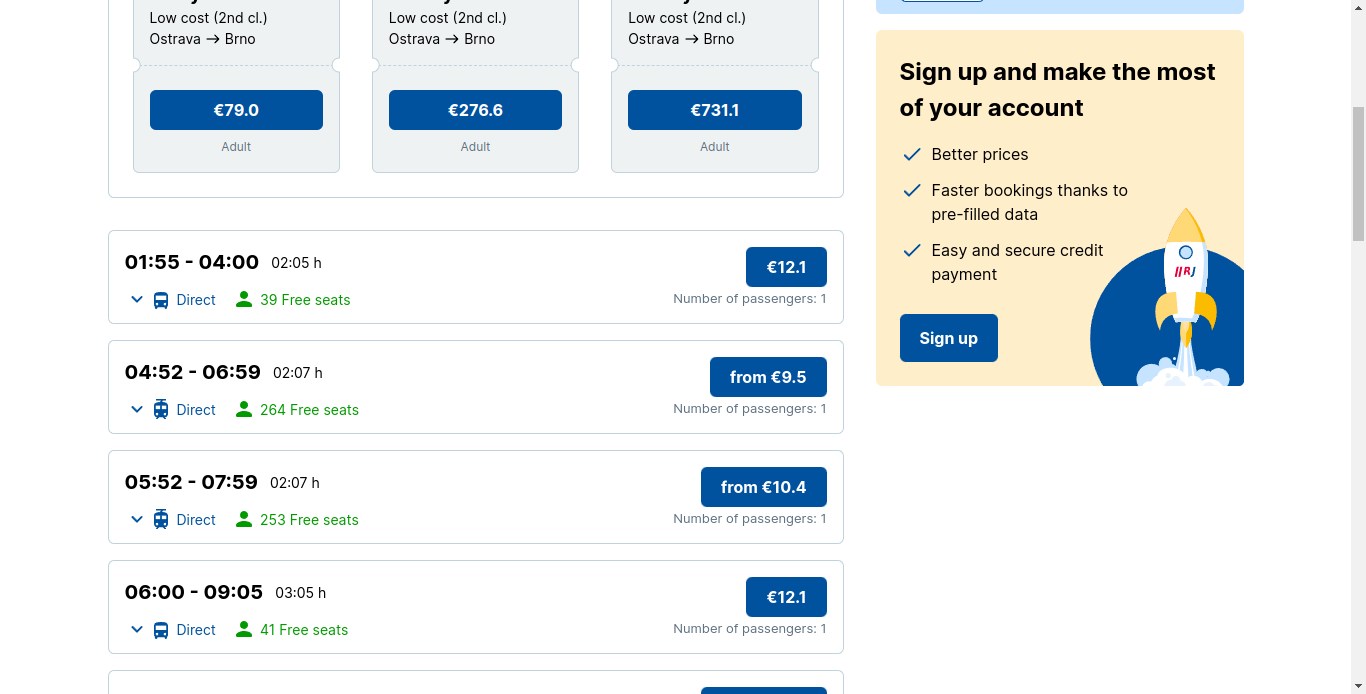 Low cost (2nd cl.)
Ostrava → Brno
€79.0
Adult
Low cost (2nd cl.)
Ostrava → Brno
€276.6
Adult
Low cost (2nd cl.)
Ostrava → Brno
€731.1
Adult
01:55 - 04:00 02:05 h
€12.1
Direct 39 Free seats
Number of passengers: 1
04:52 - 06:59 02:07 h
from €9.5
Direct 264 Free seats
Number of passengers: 1
05:52 - 07:59 02:07 h
from €10.4
Direct 253 Free seats
Number of passengers: 1
06:00 - 09:05 03:05 h
€12.1
Direct 41 Free seats
Number of passengers: 1
Sign up and make the most
of your account
Better prices
Faster bookings thanks to
pre-filled data
Easy and secure credit
payment
RJ
Sign up